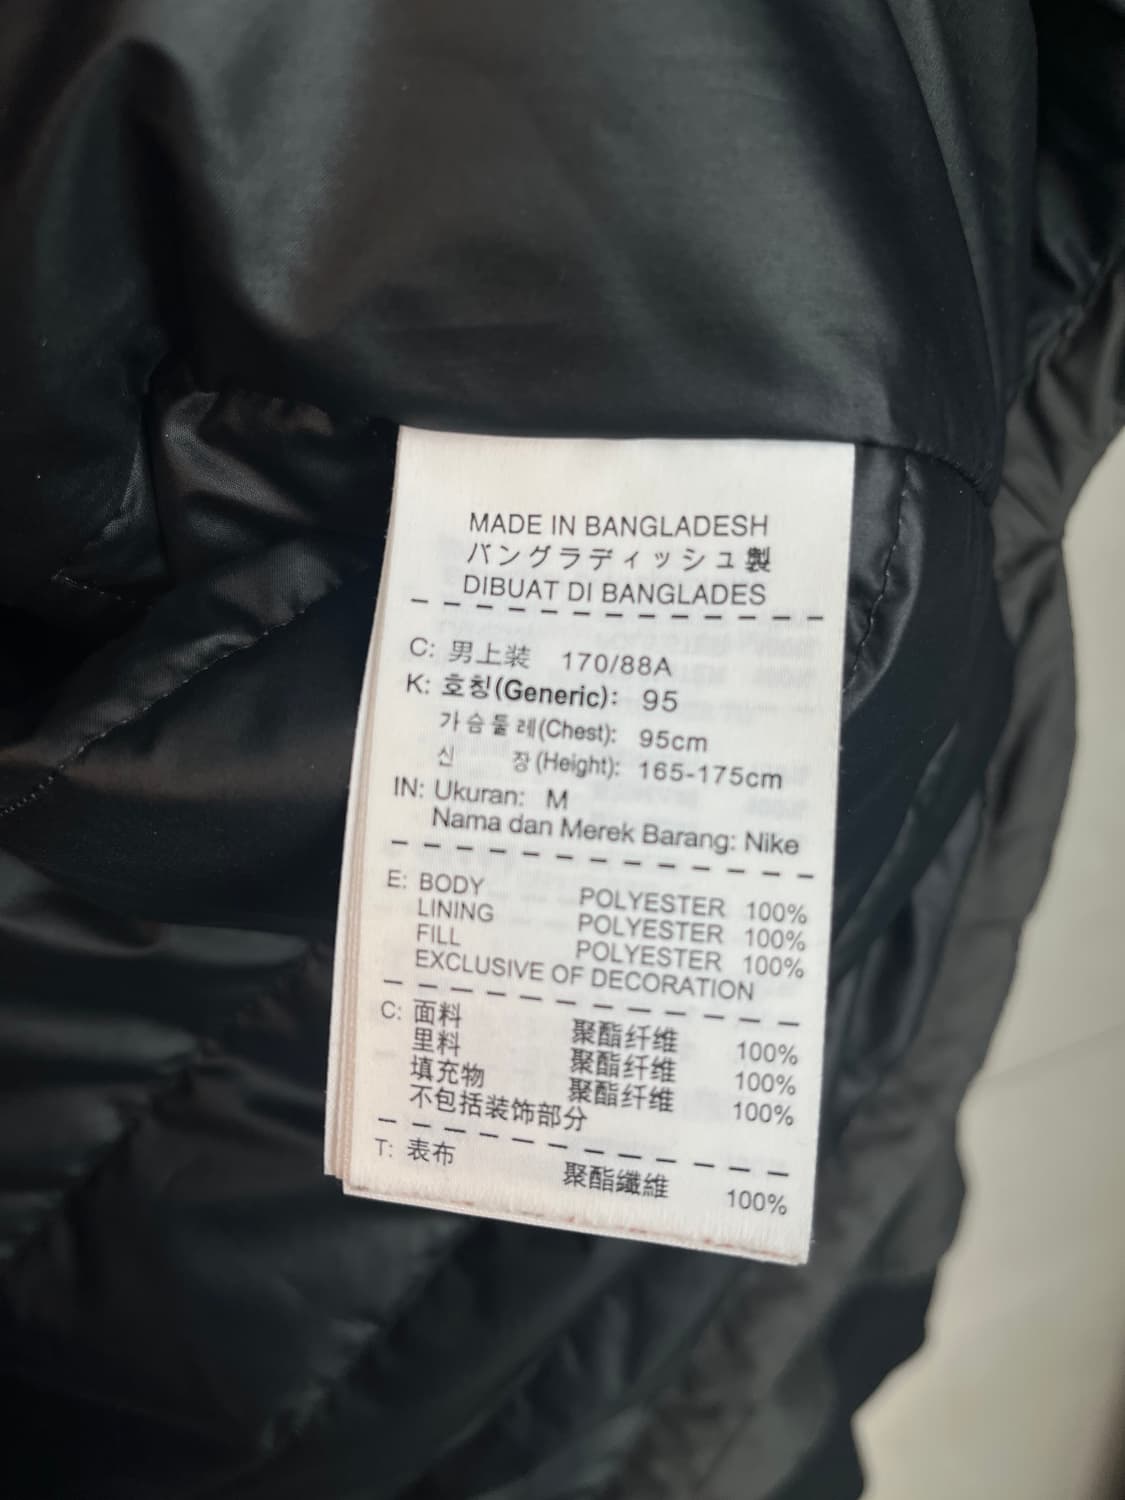 MADE IN BANGLADESH
バングラディッシュ製
DIBUAT DI BANGLADES
C: 男上装 170/88A
K: 호칭(Generic): 95
가슴둘레(Chest): 95cm
신 장(Height): 165-175cm
IN: Ukuran: M
Nama dan Merek Barang: Nike
E: BODY POLYESTER 100%
LINING POLYESTER 100%
FILL POLYESTER 100%
EXCLUSIVE OF DECORATION
C: 面料 聚酯纤维 100%
里料 聚酯纤维 100%
填充物 聚酯纤维 100%
不包括装饰部分
T: 表布 聚酯纖維 100%